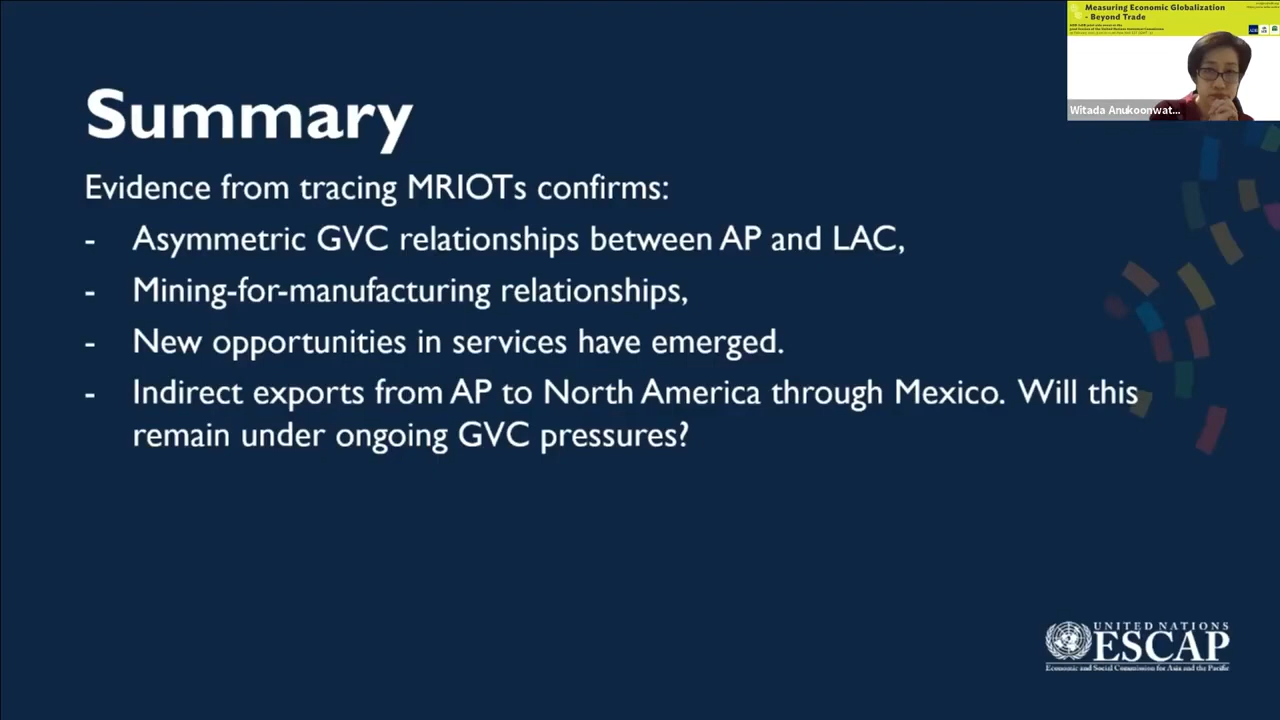 Measuring Economic Globalization
- Beyond Trade
Witada Anukoonwat...
Summary
Evidence from tracing MRIOTs confirms:
- Asymmetric GVC relationships between AP and LAC,
- Mining-for-manufacturing relationships,
- New opportunities in services have emerged.
- Indirect exports from AP to North America through Mexico. Will this
remain under ongoing GVC pressures?
UNITED NATIONS
ESCAP
Economic and Social Commission for Asia and the Pacific